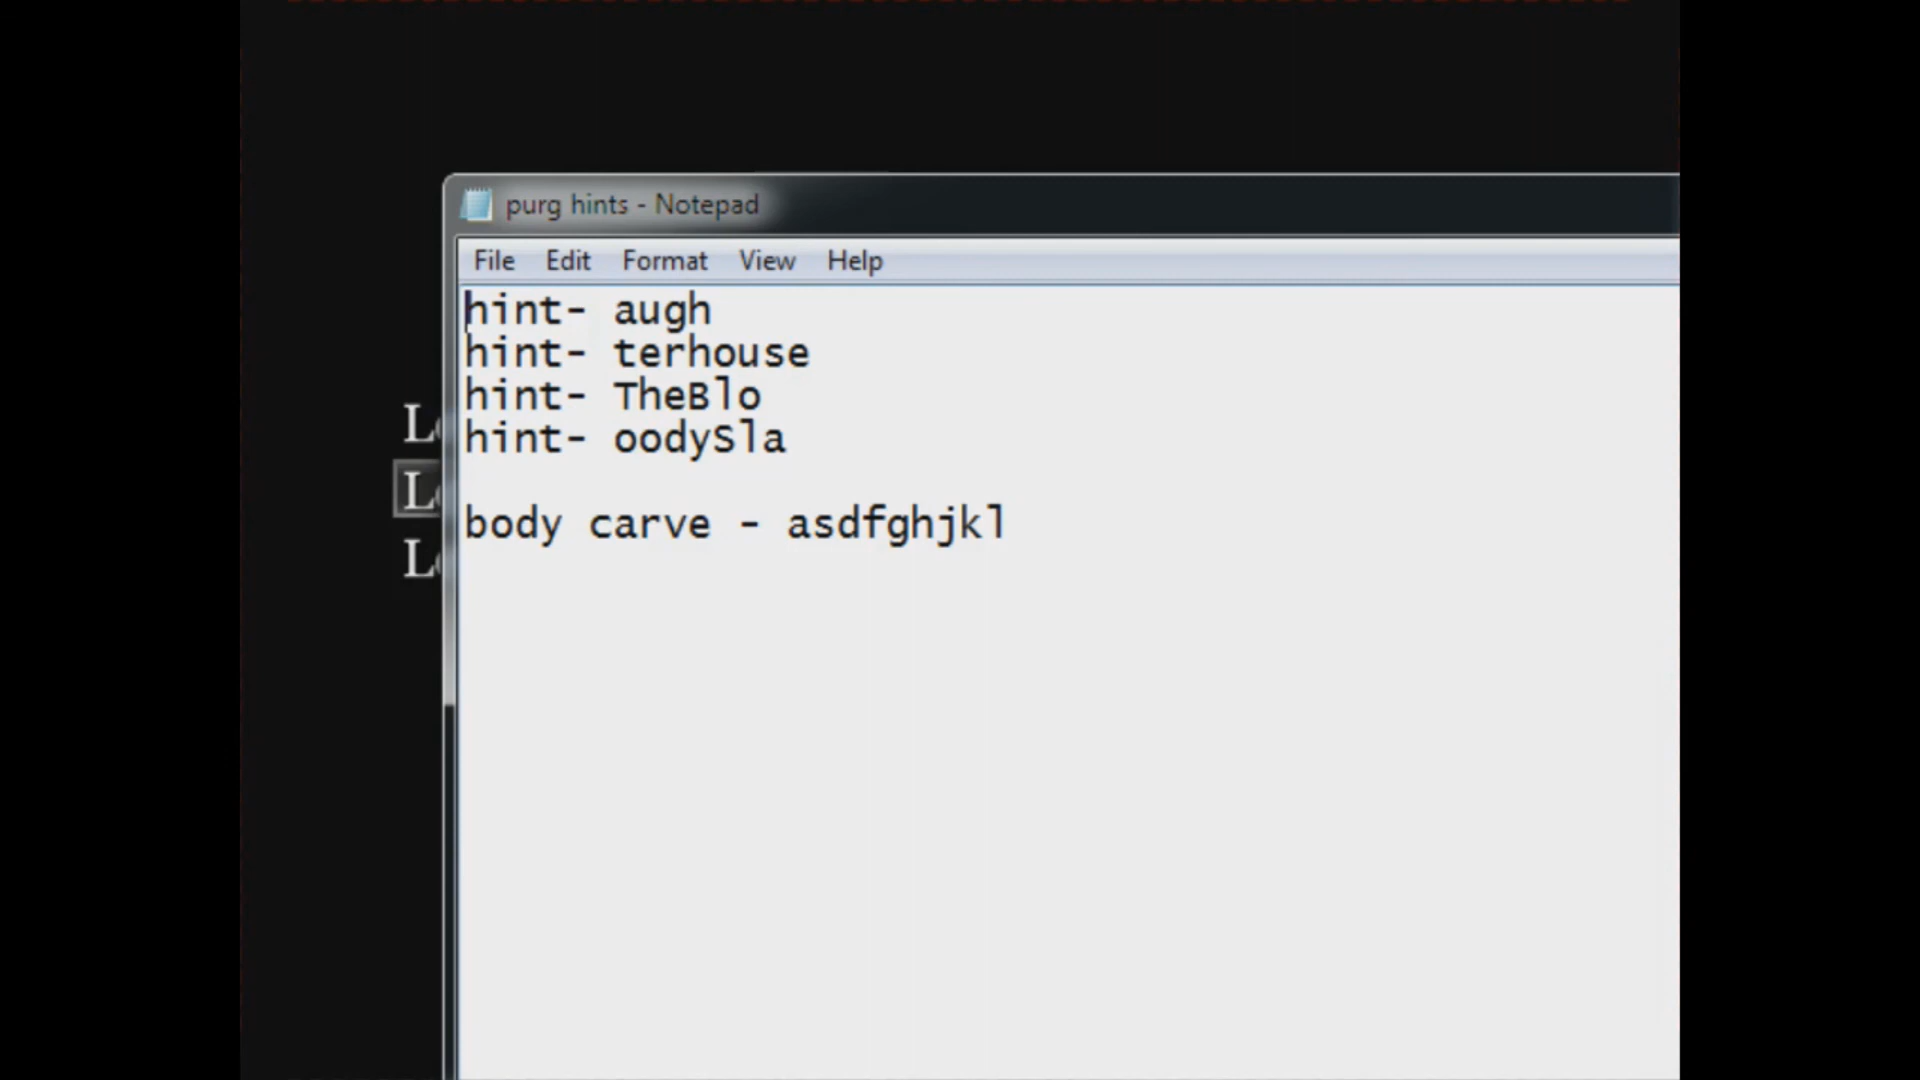 purg hints - Notepad
File Edit Format View Help
hint- augh
hint- terhouse
hint- TheBlo
hint- oodySla
body carve - asdfghjkl